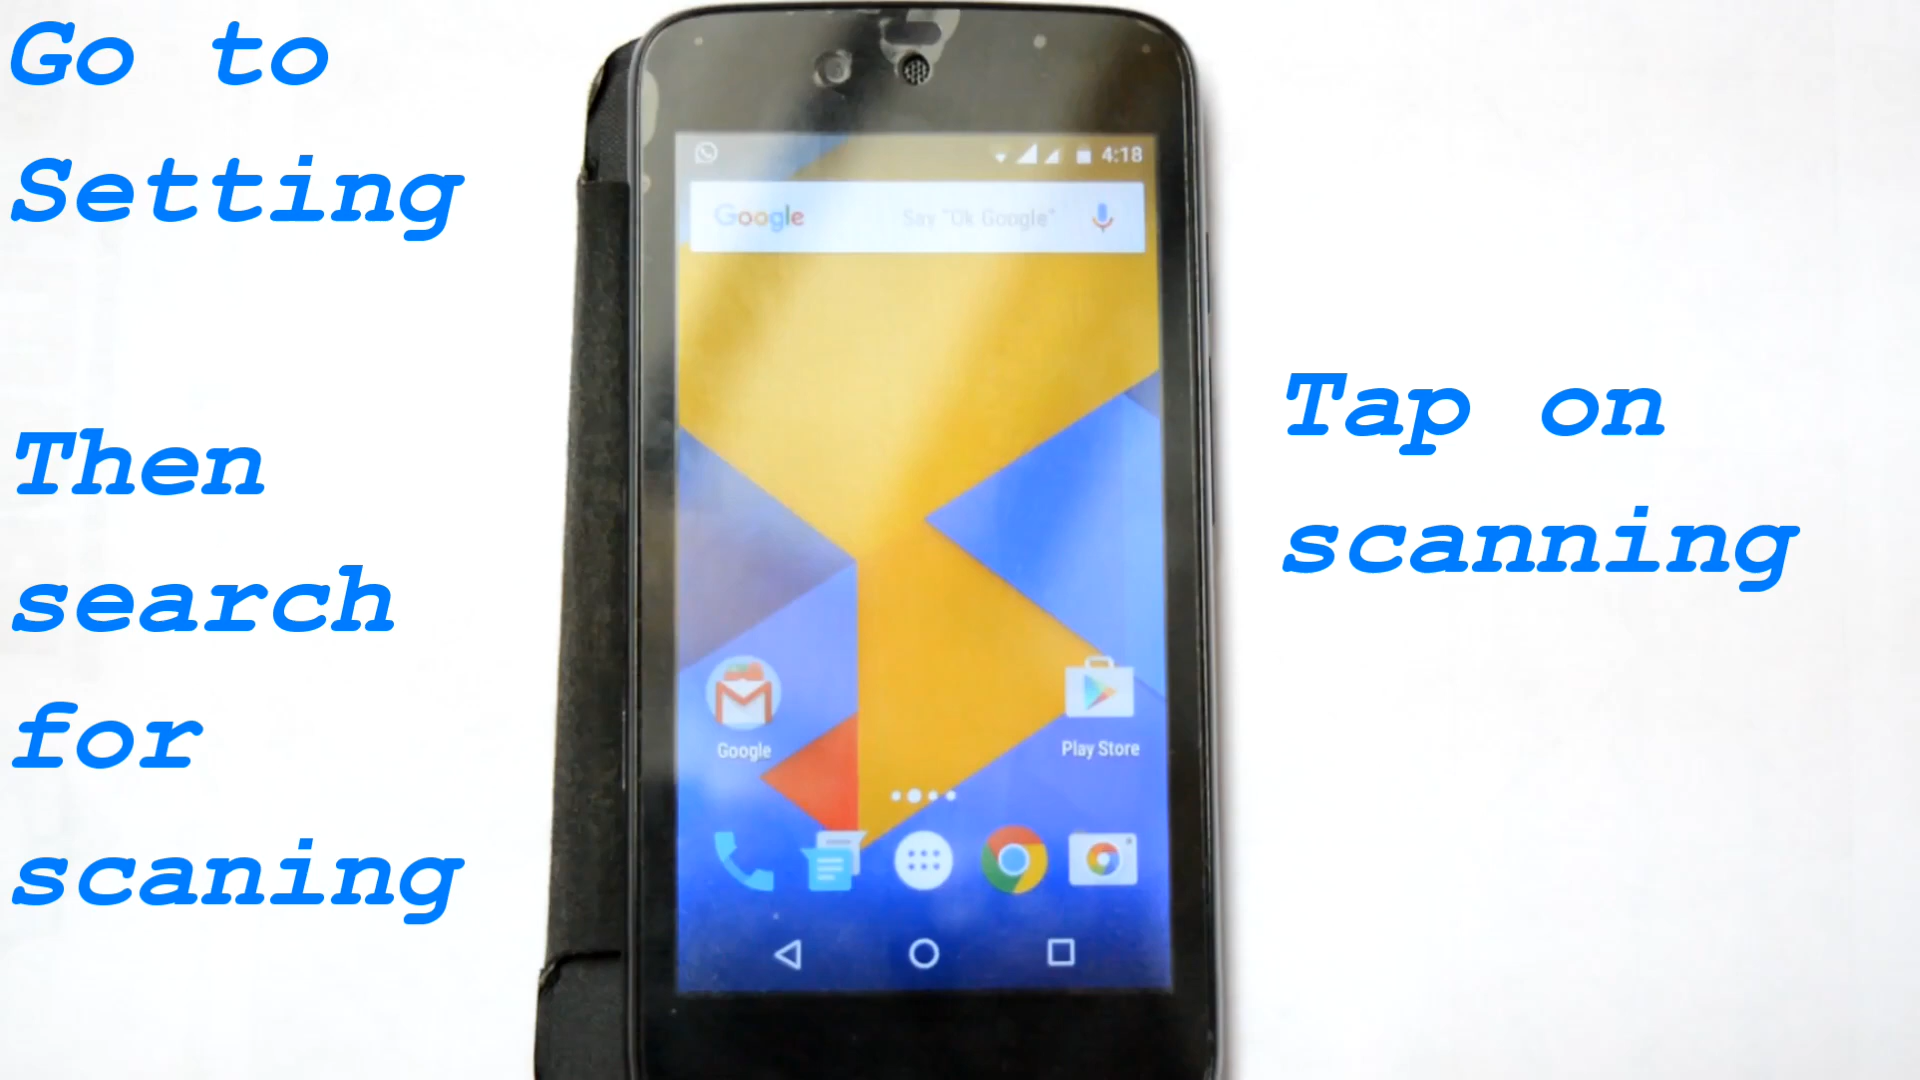 Go to
Setting
Then
search
for
scaning
Tap on
scanning
4:18
Google Say "Ok Google"
Google
Play Store